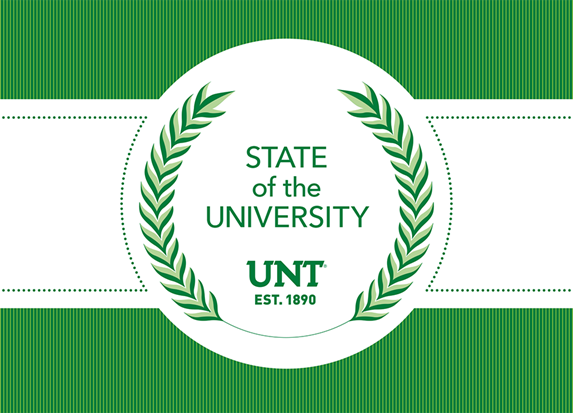 STATE
of the
UNIVERSITY
UNT®
EST. 1890